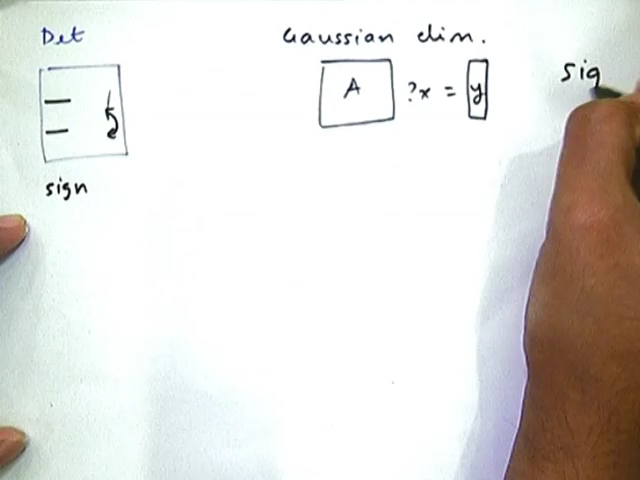 Det
Gaussian elim.
A ?x = y
sig
sign